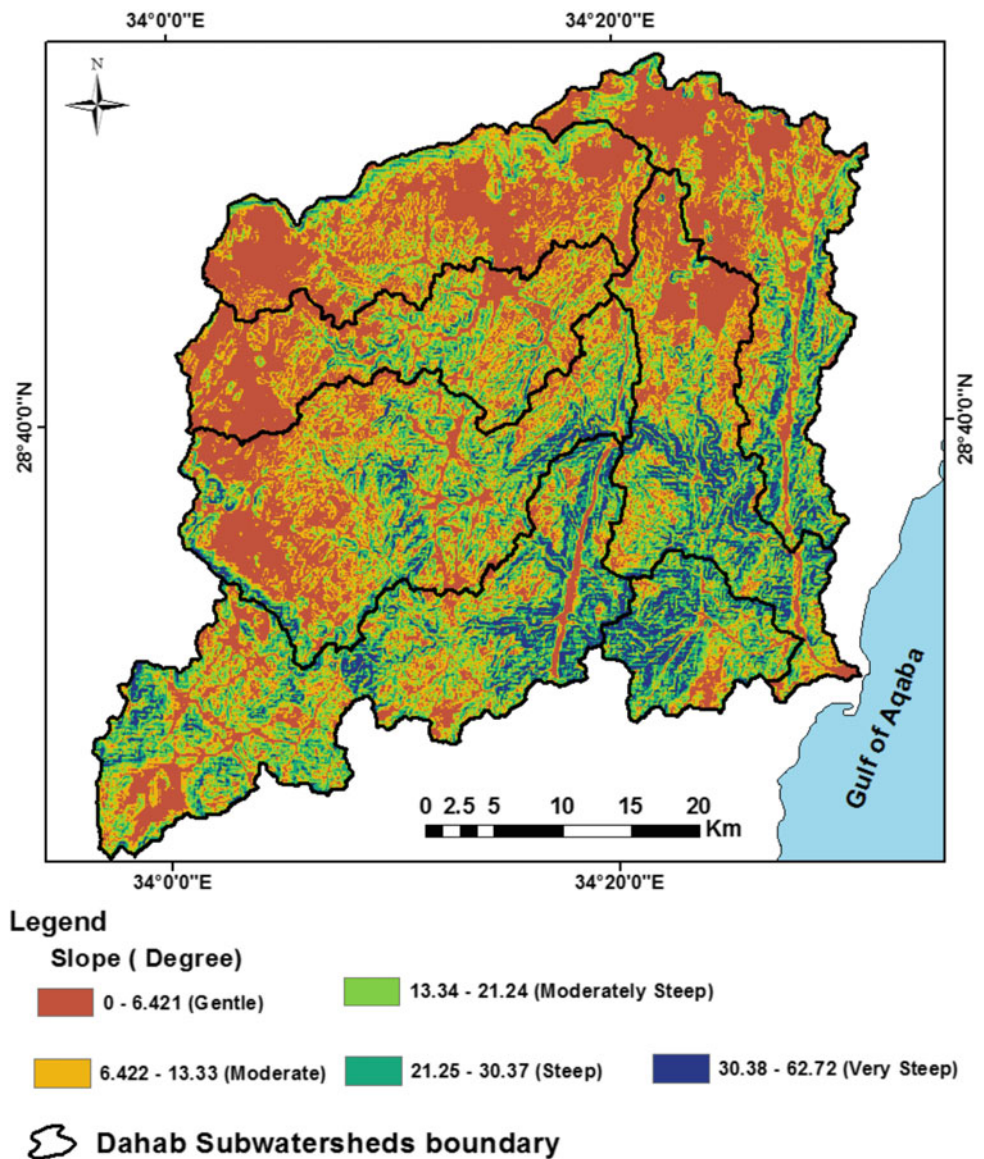 34°0'0"E 34°20'0"E
N
28°40'0"N
28°40'0"N
Gulf of Aqaba
0 2.5 5 10 15 20
Km
34°0'0"E 34°20'0"E
Legend
Slope ( Degree)
0 - 6.421 (Gentle) 13.34 - 21.24 (Moderately Steep)
6.422 - 13.33 (Moderate) 21.25 - 30.37 (Steep) 30.38 - 62.72 (Very Steep)
Dahab Subwatersheds boundary